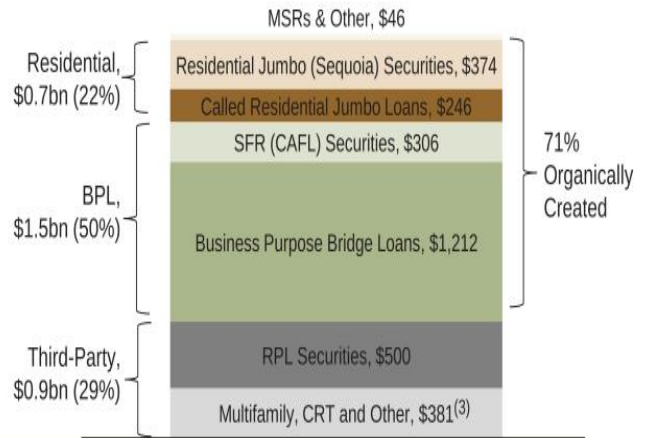 MSRs & Other, $46
Residential,
$0.7bn (22%)
Residential Jumbo (Sequoia) Securities, $374
Called Residential Jumbo Loans, $246
SFR (CAFL) Securities, $306
BPL,
$1.5bn (50%)
Business Purpose Bridge Loans, $1,212
71%
Organically
Created
Third-Party,
$0.9bn (29%)
RPL Securities, $500
Multifamily, CRT and Other, $381(3)